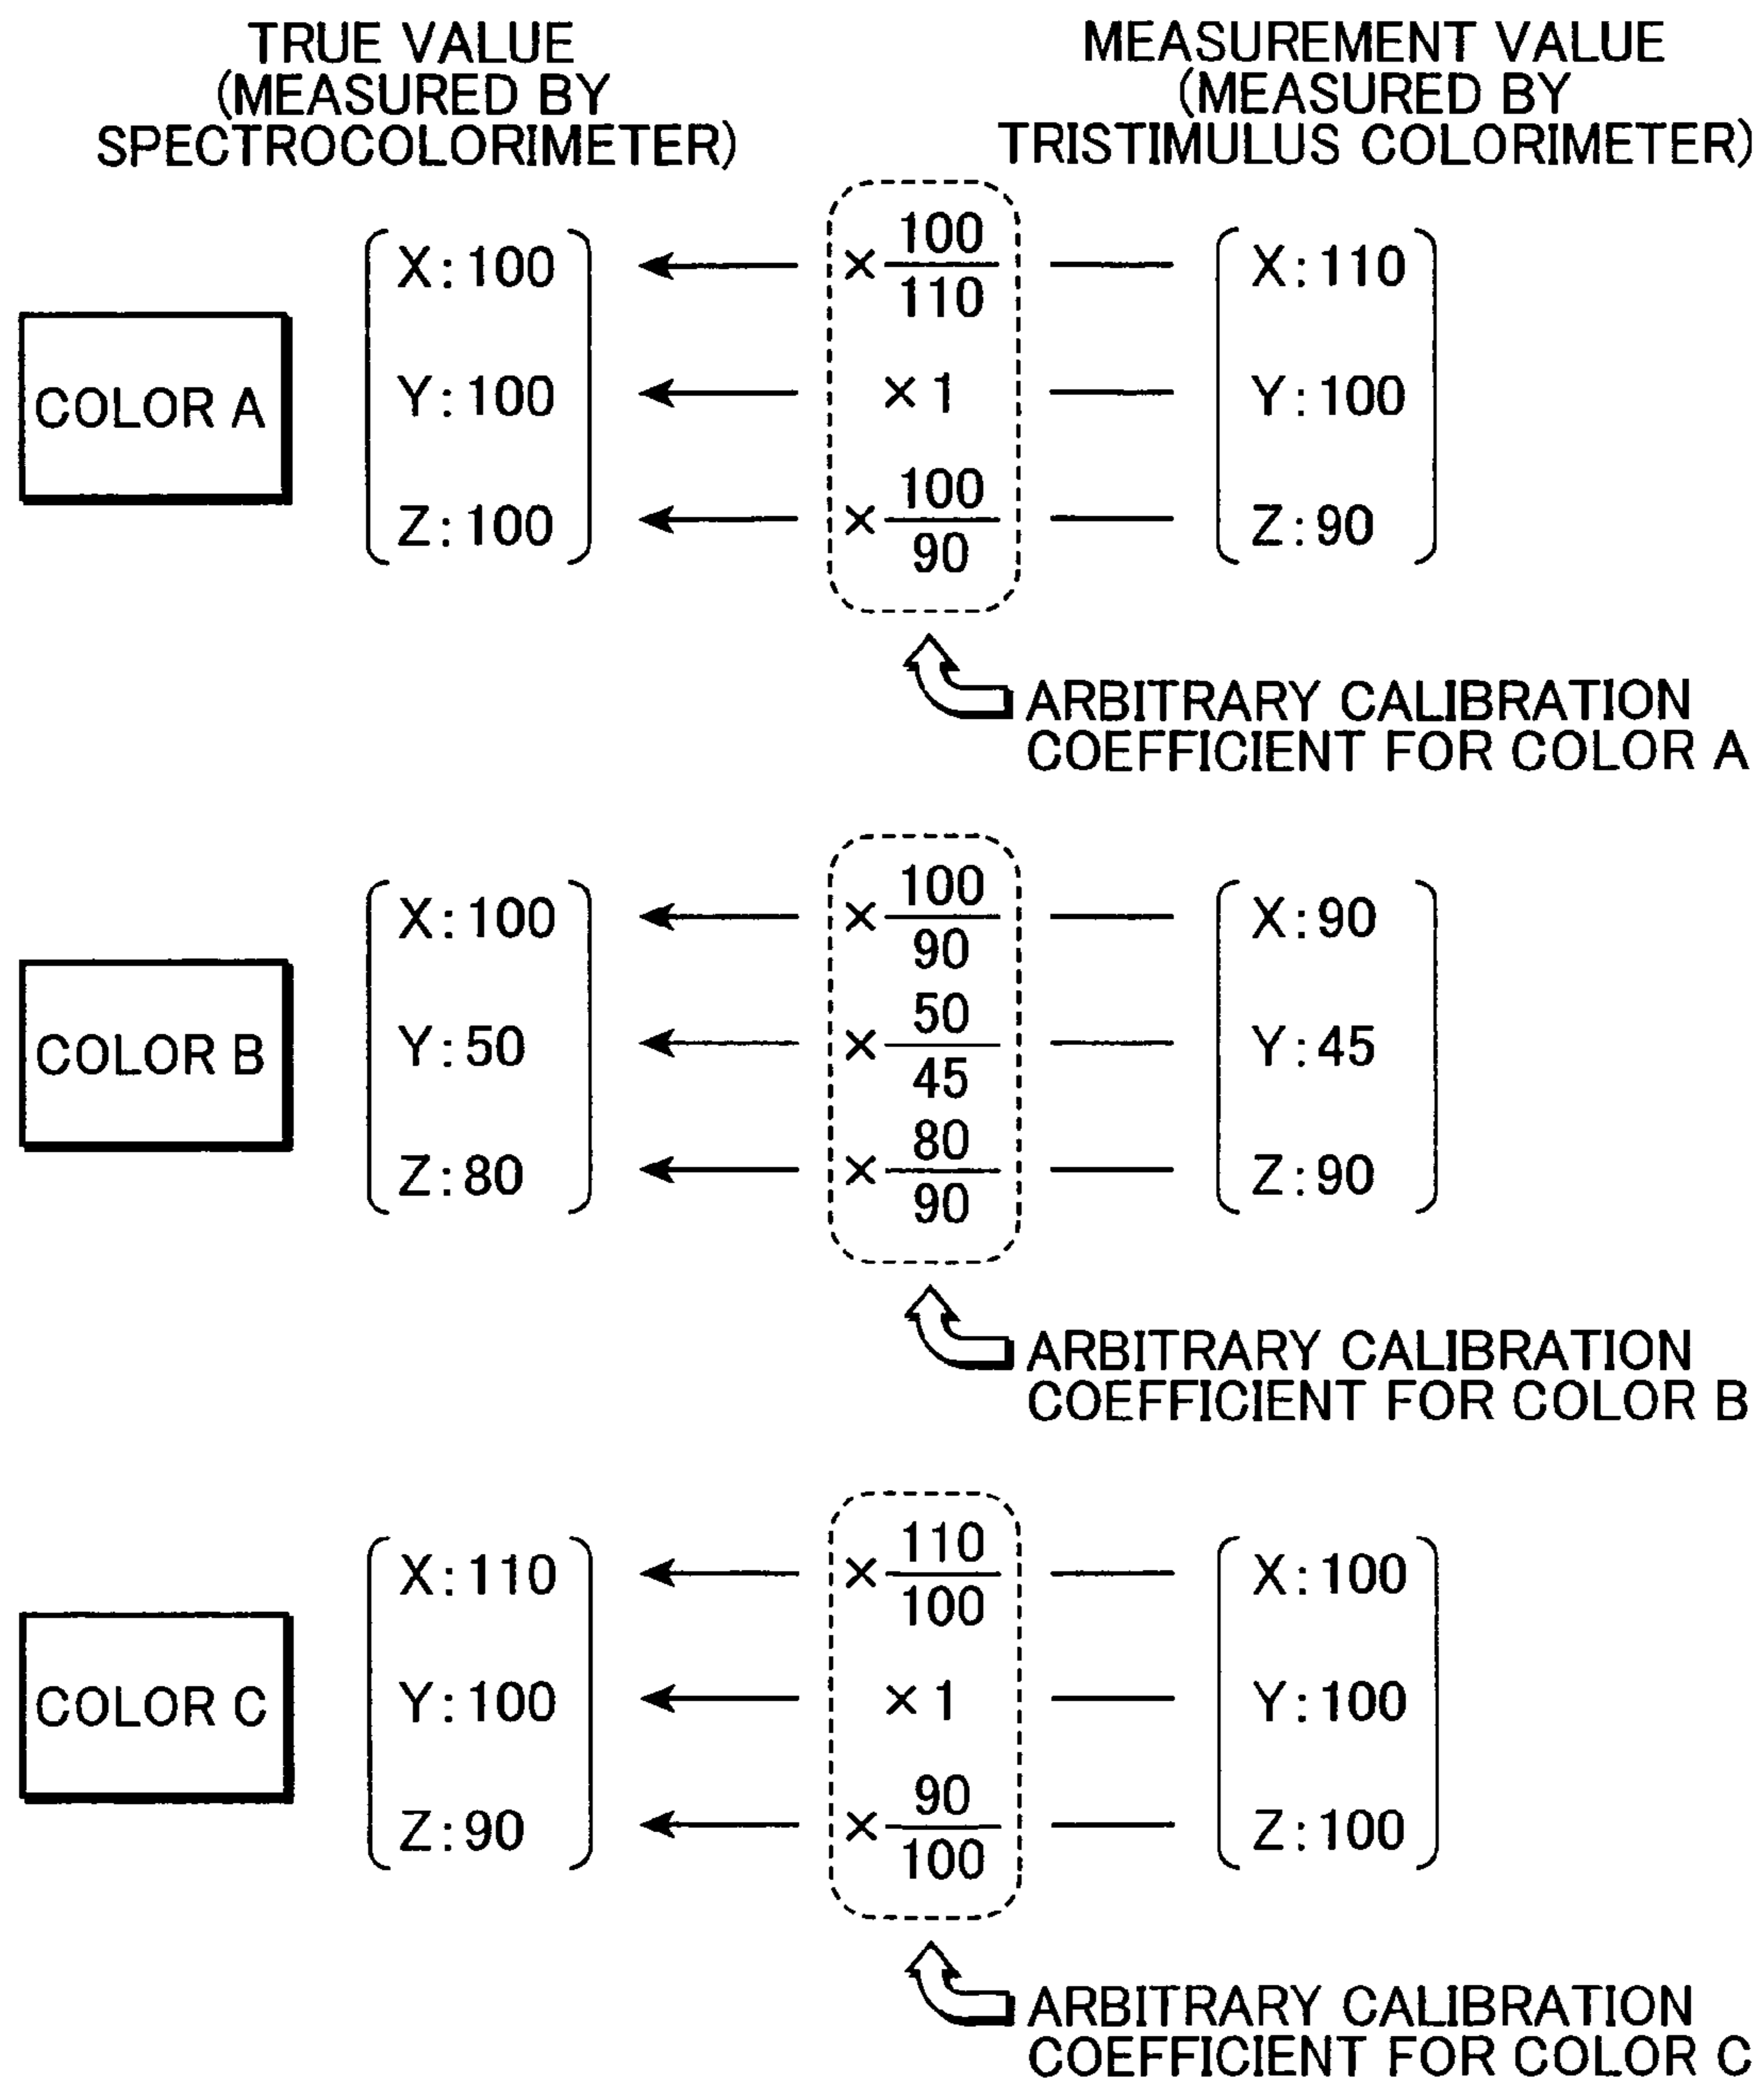 TRUE VALUE
(MEASURED BY
SPECTROCOLORIMETER)
MEASUREMENT VALUE
(MEASURED BY
TRISTIMULUS COLORIMETER)
COLOR A
X:100
Y:100
Z:100
×100/110
×1
×100/90
X:110
Y:100
Z:90
ARBITRARY CALIBRATION
COEFFICIENT FOR COLOR A
COLOR B
X:100
Y:50
Z:80
×100/90
×50/45
×80/90
X:90
Y:45
Z:90
ARBITRARY CALIBRATION
COEFFICIENT FOR COLOR B
COLOR C
X:110
Y:100
Z:90
×110/100
×1
×90/100
X:100
Y:100
Z:100
ARBITRARY CALIBRATION
COEFFICIENT FOR COLOR C